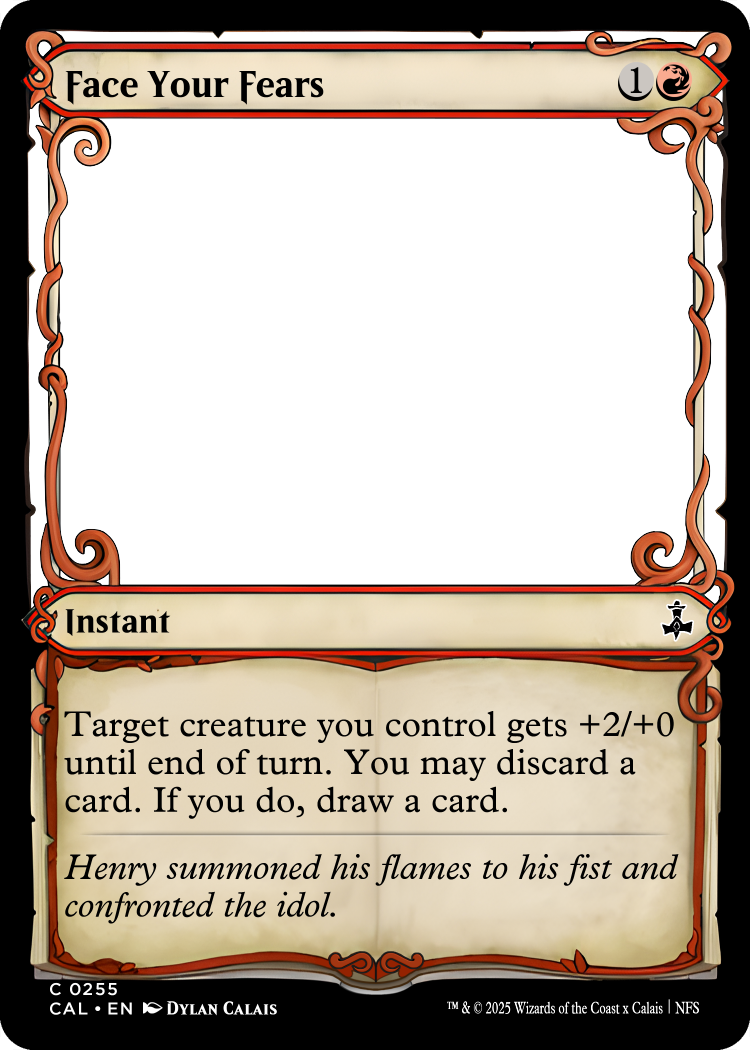 Face Your Fears 1
Instant
Target creature you control gets +2/+0
until end of turn. You may discard a
card. If you do, draw a card.
Henry summoned his flames to his fist and
confronted the idol.
C 0255
CAL • EN Dylan Calais
™ & © 2025 Wizards of the Coast x Calais | NFS